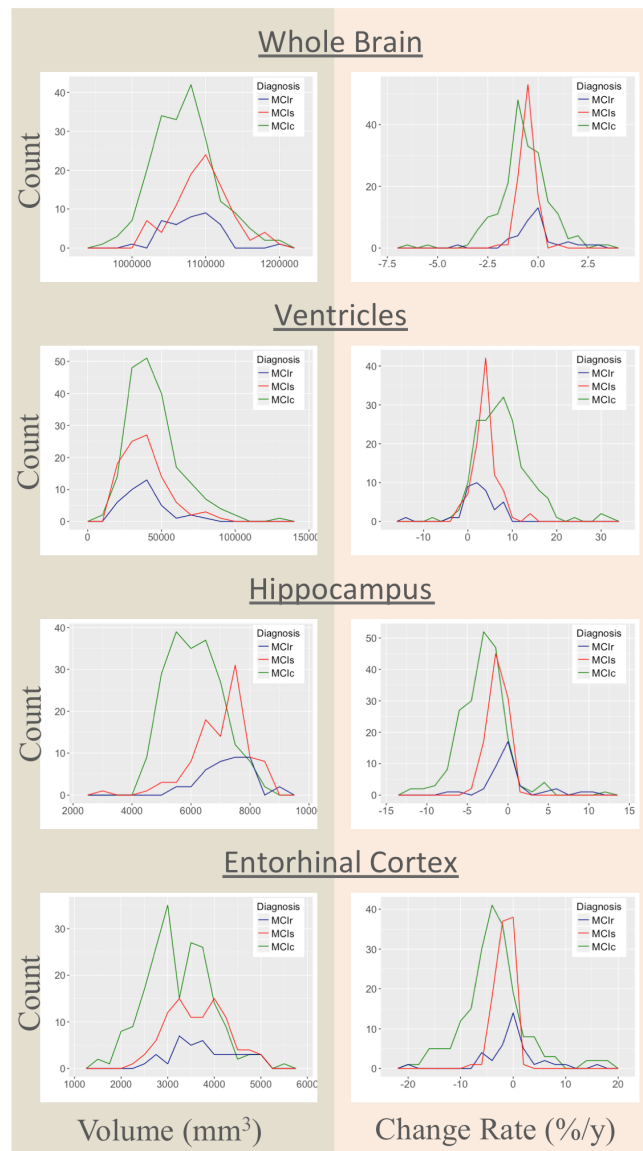 Whole Brain
Count
40
30
20
10
0
1000000
1100000
1200000
Diagnosis
MCIr
MCIs
MCIc
40
20
0
-7.5
-5.0
-2.5
0.0
2.5
Diagnosis
MCIr
MCIs
MCIc
Ventricles
Count
50
40
30
20
10
0
0
50000
100000
15000
Diagnosis
MCIr
MCIs
MCIc
40
30
20
10
0
-10
0
10
20
30
Diagnosis
MCIr
MCIs
MCIc
Hippocampus
Count
40
30
20
10
0
2000
4000
6000
8000
1000
Diagnosis
MCIr
MCIs
MCIc
50
40
30
20
10
0
-15
-10
-5
0
5
10
15
Diagnosis
MCIr
MCIs
MCIc
Entorhinal Cortex
Count
30
20
10
0
1000
2000
3000
4000
5000
6000
Diagnosis
MCIr
MCIs
MCIc
40
30
20
10
0
-20
-10
0
10
20
Diagnosis
MCIr
MCIs
MCIc
Volume (mm³)
Change Rate (%/y)